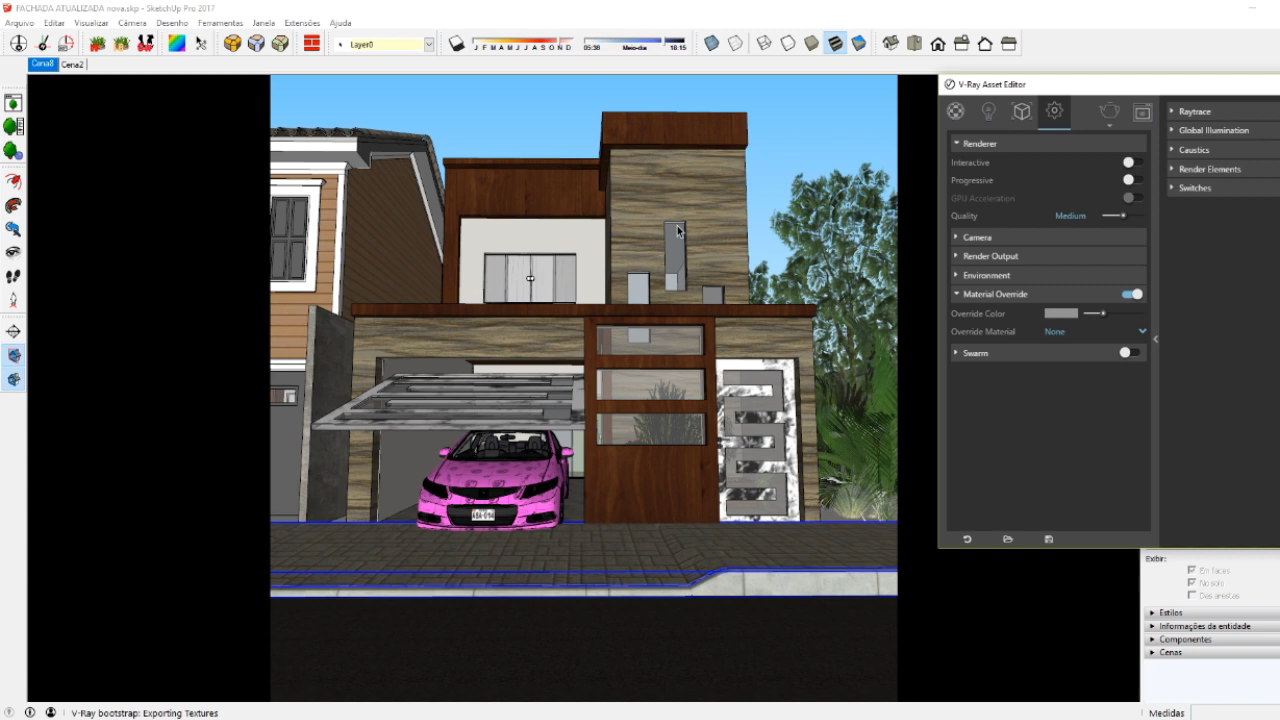 FACHADA ATUALIZADA nova.skp - SketchUp Pro 2017
Arquivo Editar Visualizar Câmera Desenho Ferramentas Janela Extensões Ajuda
Layer0
J F M A M J J A S O N D
05:38 Meio-dia 18:15
Cena8 Cena2
V-Ray Asset Editor
Renderer
Interactive
Progressive
GPU Acceleration
Quality Medium
Camera
Render Output
Environment
Material Override
Override Color
Override Material None
Swarm
Raytrace
Global Illumination
Caustics
Render Elements
Switches
Exibir:
Em faces
No solo
Das arestas
Estilos
Informações da entidade
Componentes
Cenas
V-Ray bootstrap: Exporting Textures
Medidas